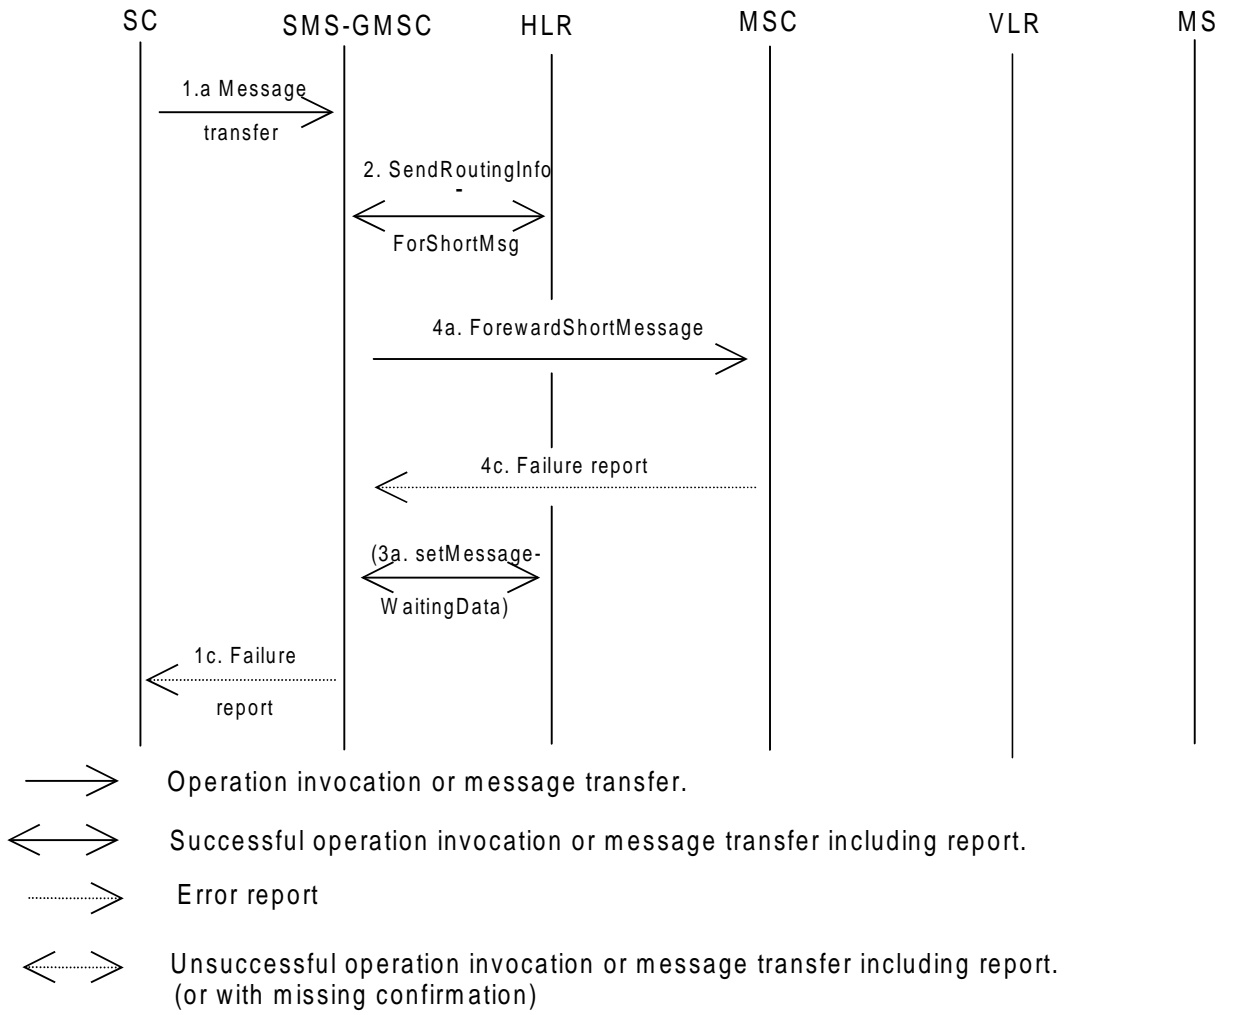 SC SMS-GMSC HLR MSC VLR MS
1.a Message
transfer
2. SendRoutingInfo
-
ForShortMsg
4a. ForewardShortMessage
4c. Failure report
(3a. setMessage-
WaitingData)
1c. Failure
report
Operation invocation or message transfer.
Successful operation invocation or message transfer including report.
Error report
Unsuccessful operation invocation or message transfer including report.
(or with missing confirmation)